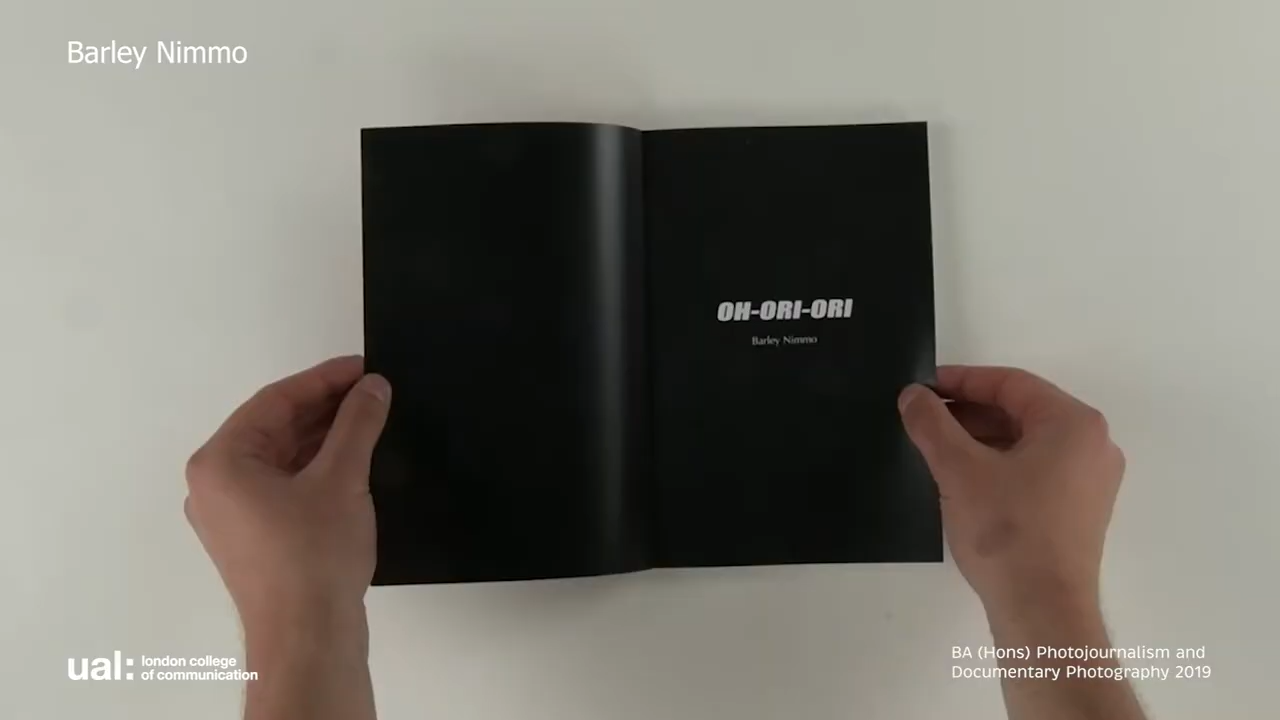 Barley Nimmo
OH-ORI-ORI
Barley Nimmo
ual: london college
of communication
BA (Hons) Photojournalism and
Documentary Photography 2019